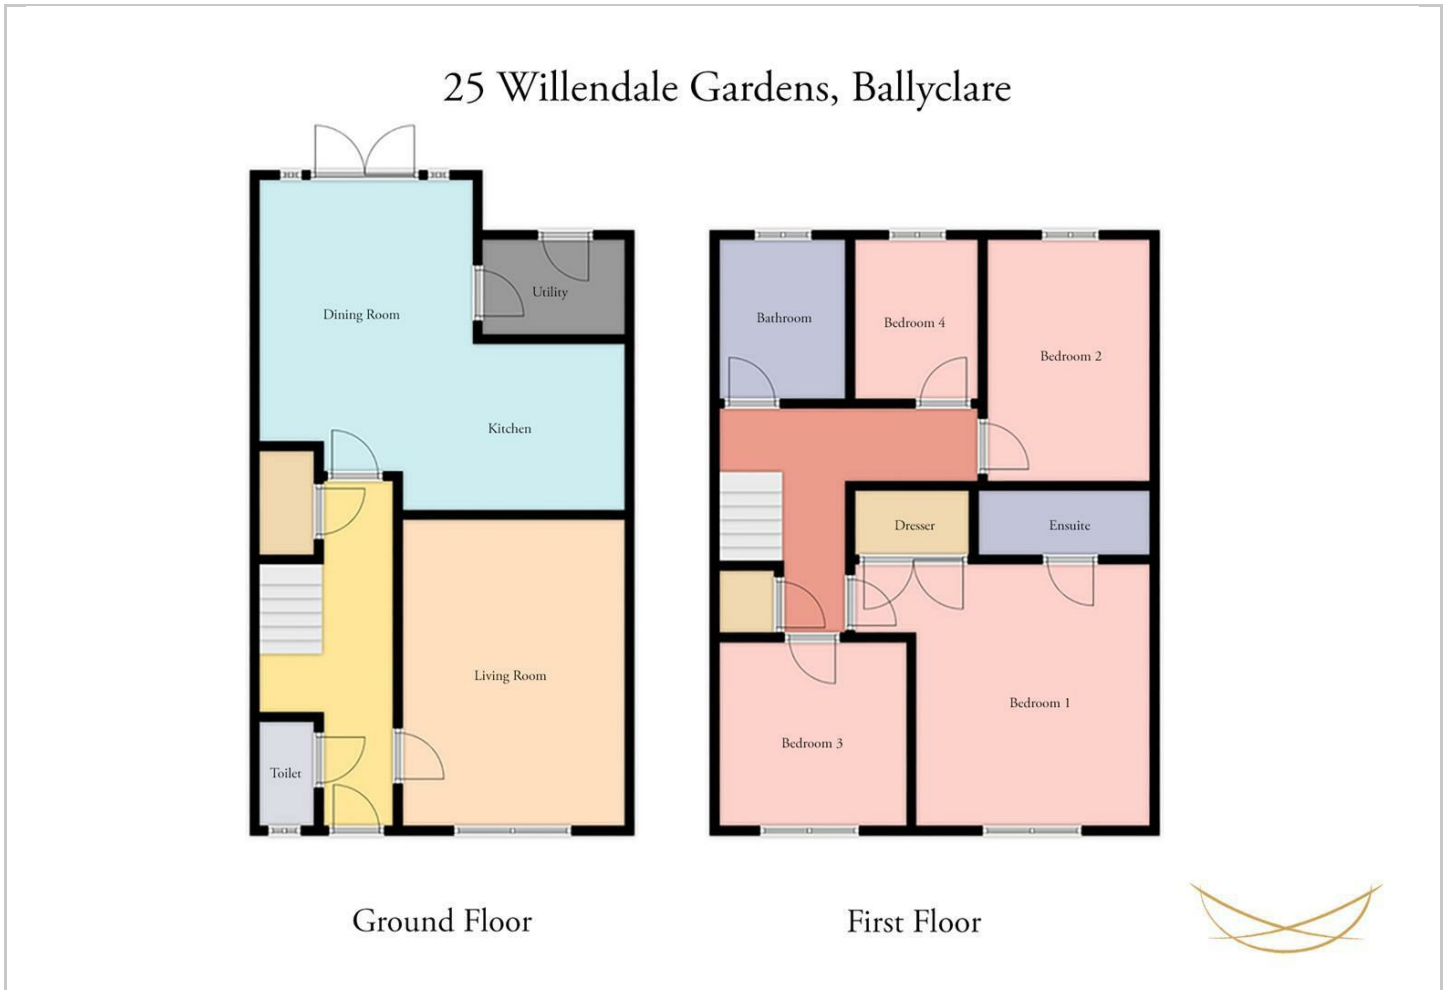 25 Willendale Gardens, Ballyclare
Dining Room
Utility
Kitchen
Living Room
Toilet
Bathroom
Bedroom 4
Bedroom 2
Dresser
Ensuite
Bedroom 1
Bedroom 3
Ground Floor
First Floor